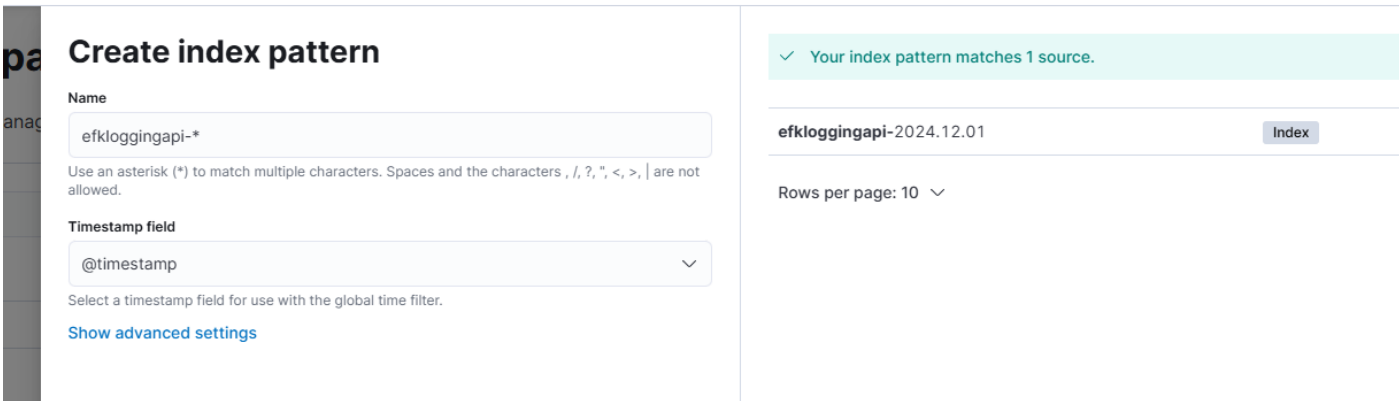 pa
anag
Create index pattern
Name
efkloggingapi-*
Use an asterisk (*) to match multiple characters. Spaces and the characters , /, ?, ", <, >, | are not
allowed.
Timestamp field
@timestamp
Select a timestamp field for use with the global time filter.
Show advanced settings
Your index pattern matches 1 source.
efkloggingapi-2024.12.01 Index
Rows per page: 10